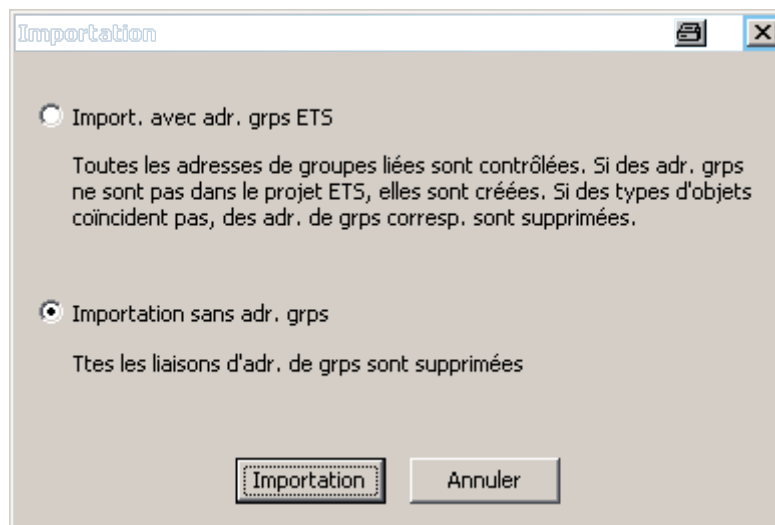 Importation
Import. avec adr. grps ETS
Toutes les adresses de groupes liées sont contrôlées. Si des adr. grps
ne sont pas dans le projet ETS, elles sont créées. Si des types d'objets
coïncident pas, des adr. de grps corresp. sont supprimées.
Importation sans adr. grps
Ttes les liaisons d'adr. de grps sont supprimées
Importation
Annuler